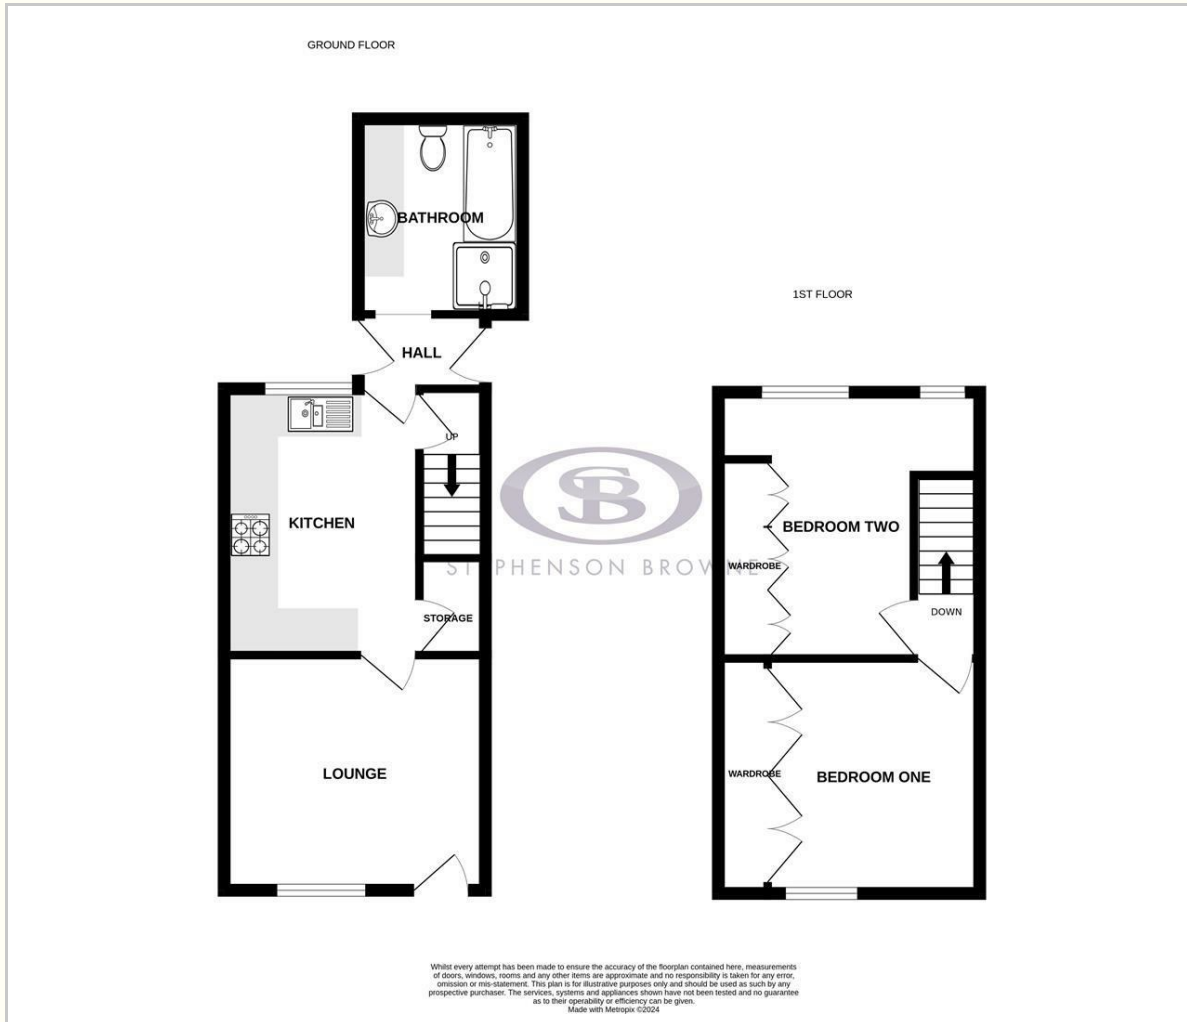 GROUND FLOOR
BATHROOM
HALL
UP
KITCHEN
STORAGE
LOUNGE
1ST FLOOR
BEDROOM TWO
WARDROBE
DOWN
WARDROBE
BEDROOM ONE
SB
STEPHENSON BROWNE
Whilst every attempt has been made to ensure the accuracy of the floorplan contained here, measurements
of doors, windows, rooms and any other items are approximate and no responsibility is taken for any error,
omission or mis-statement. This plan is for illustrative purposes only and should be used as such by any
prospective purchaser. The services, systems and appliances shown have not been tested and no guarantee
as to their operability or efficiency can be given.
Made with Metropix ©2024